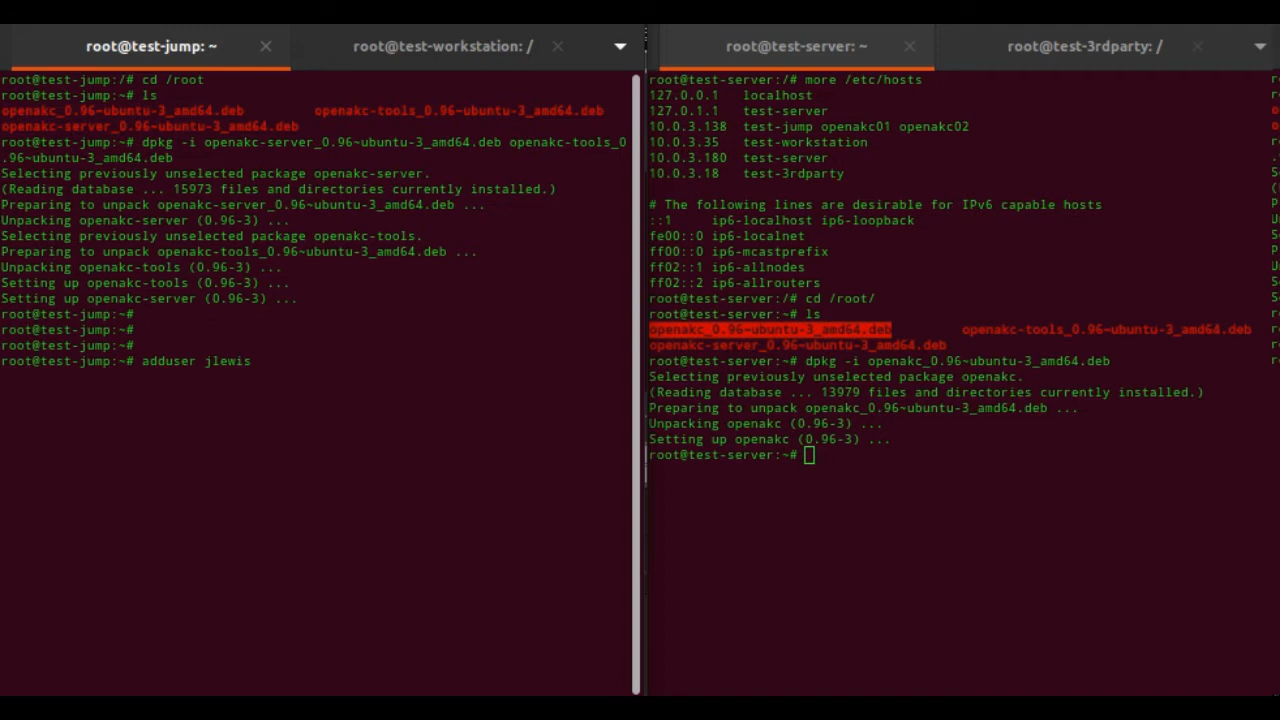 root@test-jump: ~
root@test-workstation: /
root@test-jump:/# cd /root
root@test-jump:~# ls
openakc_0.96~ubuntu-3_amd64.deb openakc-tools_0.96~ubuntu-3_amd64.deb
openakc-server_0.96~ubuntu-3_amd64.deb
root@test-jump:~# dpkg -i openakc-server_0.96~ubuntu-3_amd64.deb openakc-tools_0
.96~ubuntu-3_amd64.deb
Selecting previously unselected package openakc-server.
(Reading database ... 15973 files and directories currently installed.)
Preparing to unpack openakc-server_0.96~ubuntu-3_amd64.deb ...
Unpacking openakc-server (0.96-3) ...
Selecting previously unselected package openakc-tools.
Preparing to unpack openakc-tools_0.96~ubuntu-3_amd64.deb ...
Unpacking openakc-tools (0.96-3) ...
Setting up openakc-tools (0.96-3) ...
Setting up openakc-server (0.96-3) ...
root@test-jump:~#
root@test-jump:~#
root@test-jump:~#
root@test-jump:~# adduser jlewis
root@test-server: ~
root@test-3rdparty: /
root@test-server:/# more /etc/hosts
127.0.0.1 localhost
127.0.1.1 test-server
10.0.3.138 test-jump openakc01 openakc02
10.0.3.35 test-workstation
10.0.3.180 test-server
10.0.3.18 test-3rdparty
# The following lines are desirable for IPv6 capable hosts
::1 ip6-localhost ip6-loopback
fe00::0 ip6-localnet
ff00::0 ip6-mcastprefix
ff02::1 ip6-allnodes
ff02::2 ip6-allrouters
root@test-server:/# cd /root/
root@test-server:~# ls
openakc_0.96~ubuntu-3_amd64.deb openakc-tools_0.96~ubuntu-3_amd64.deb
openakc-server_0.96~ubuntu-3_amd64.deb
root@test-server:~# dpkg -i openakc_0.96~ubuntu-3_amd64.deb
Selecting previously unselected package openakc.
(Reading database ... 13979 files and directories currently installed.)
Preparing to unpack openakc_0.96~ubuntu-3_amd64.deb ...
Unpacking openakc (0.96-3) ...
Setting up openakc (0.96-3) ...
root@test-server:~#